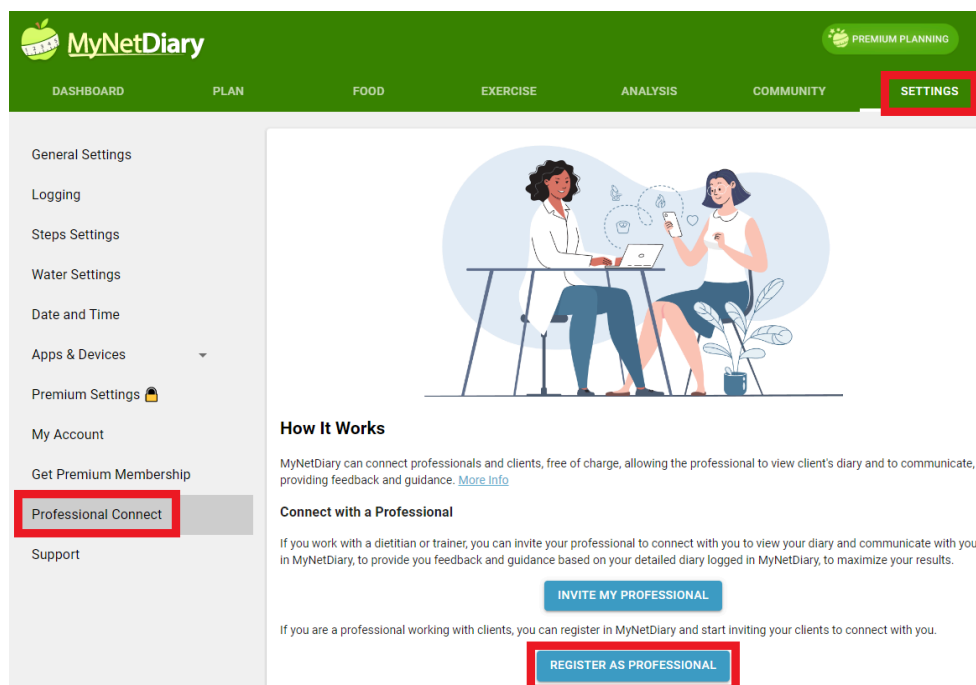 MyNetDiary
PREMIUM PLANNING
DASHBOARD PLAN FOOD EXERCISE ANALYSIS COMMUNITY SETTINGS
General Settings
Logging
Steps Settings
Water Settings
Date and Time
Apps & Devices
Premium Settings
My Account
Get Premium Membership
Professional Connect
Support
How It Works
MyNetDiary can connect professionals and clients, free of charge, allowing the professional to view client's diary and to communicate,
providing feedback and guidance. More Info
Connect with a Professional
If you work with a dietitian or trainer, you can invite your professional to connect with you to view your diary and communicate with you
in MyNetDiary, to provide you feedback and guidance based on your detailed diary logged in MyNetDiary, to maximize your results.
INVITE MY PROFESSIONAL
If you are a professional working with clients, you can register in MyNetDiary and start inviting your clients to connect with you.
REGISTER AS PROFESSIONAL